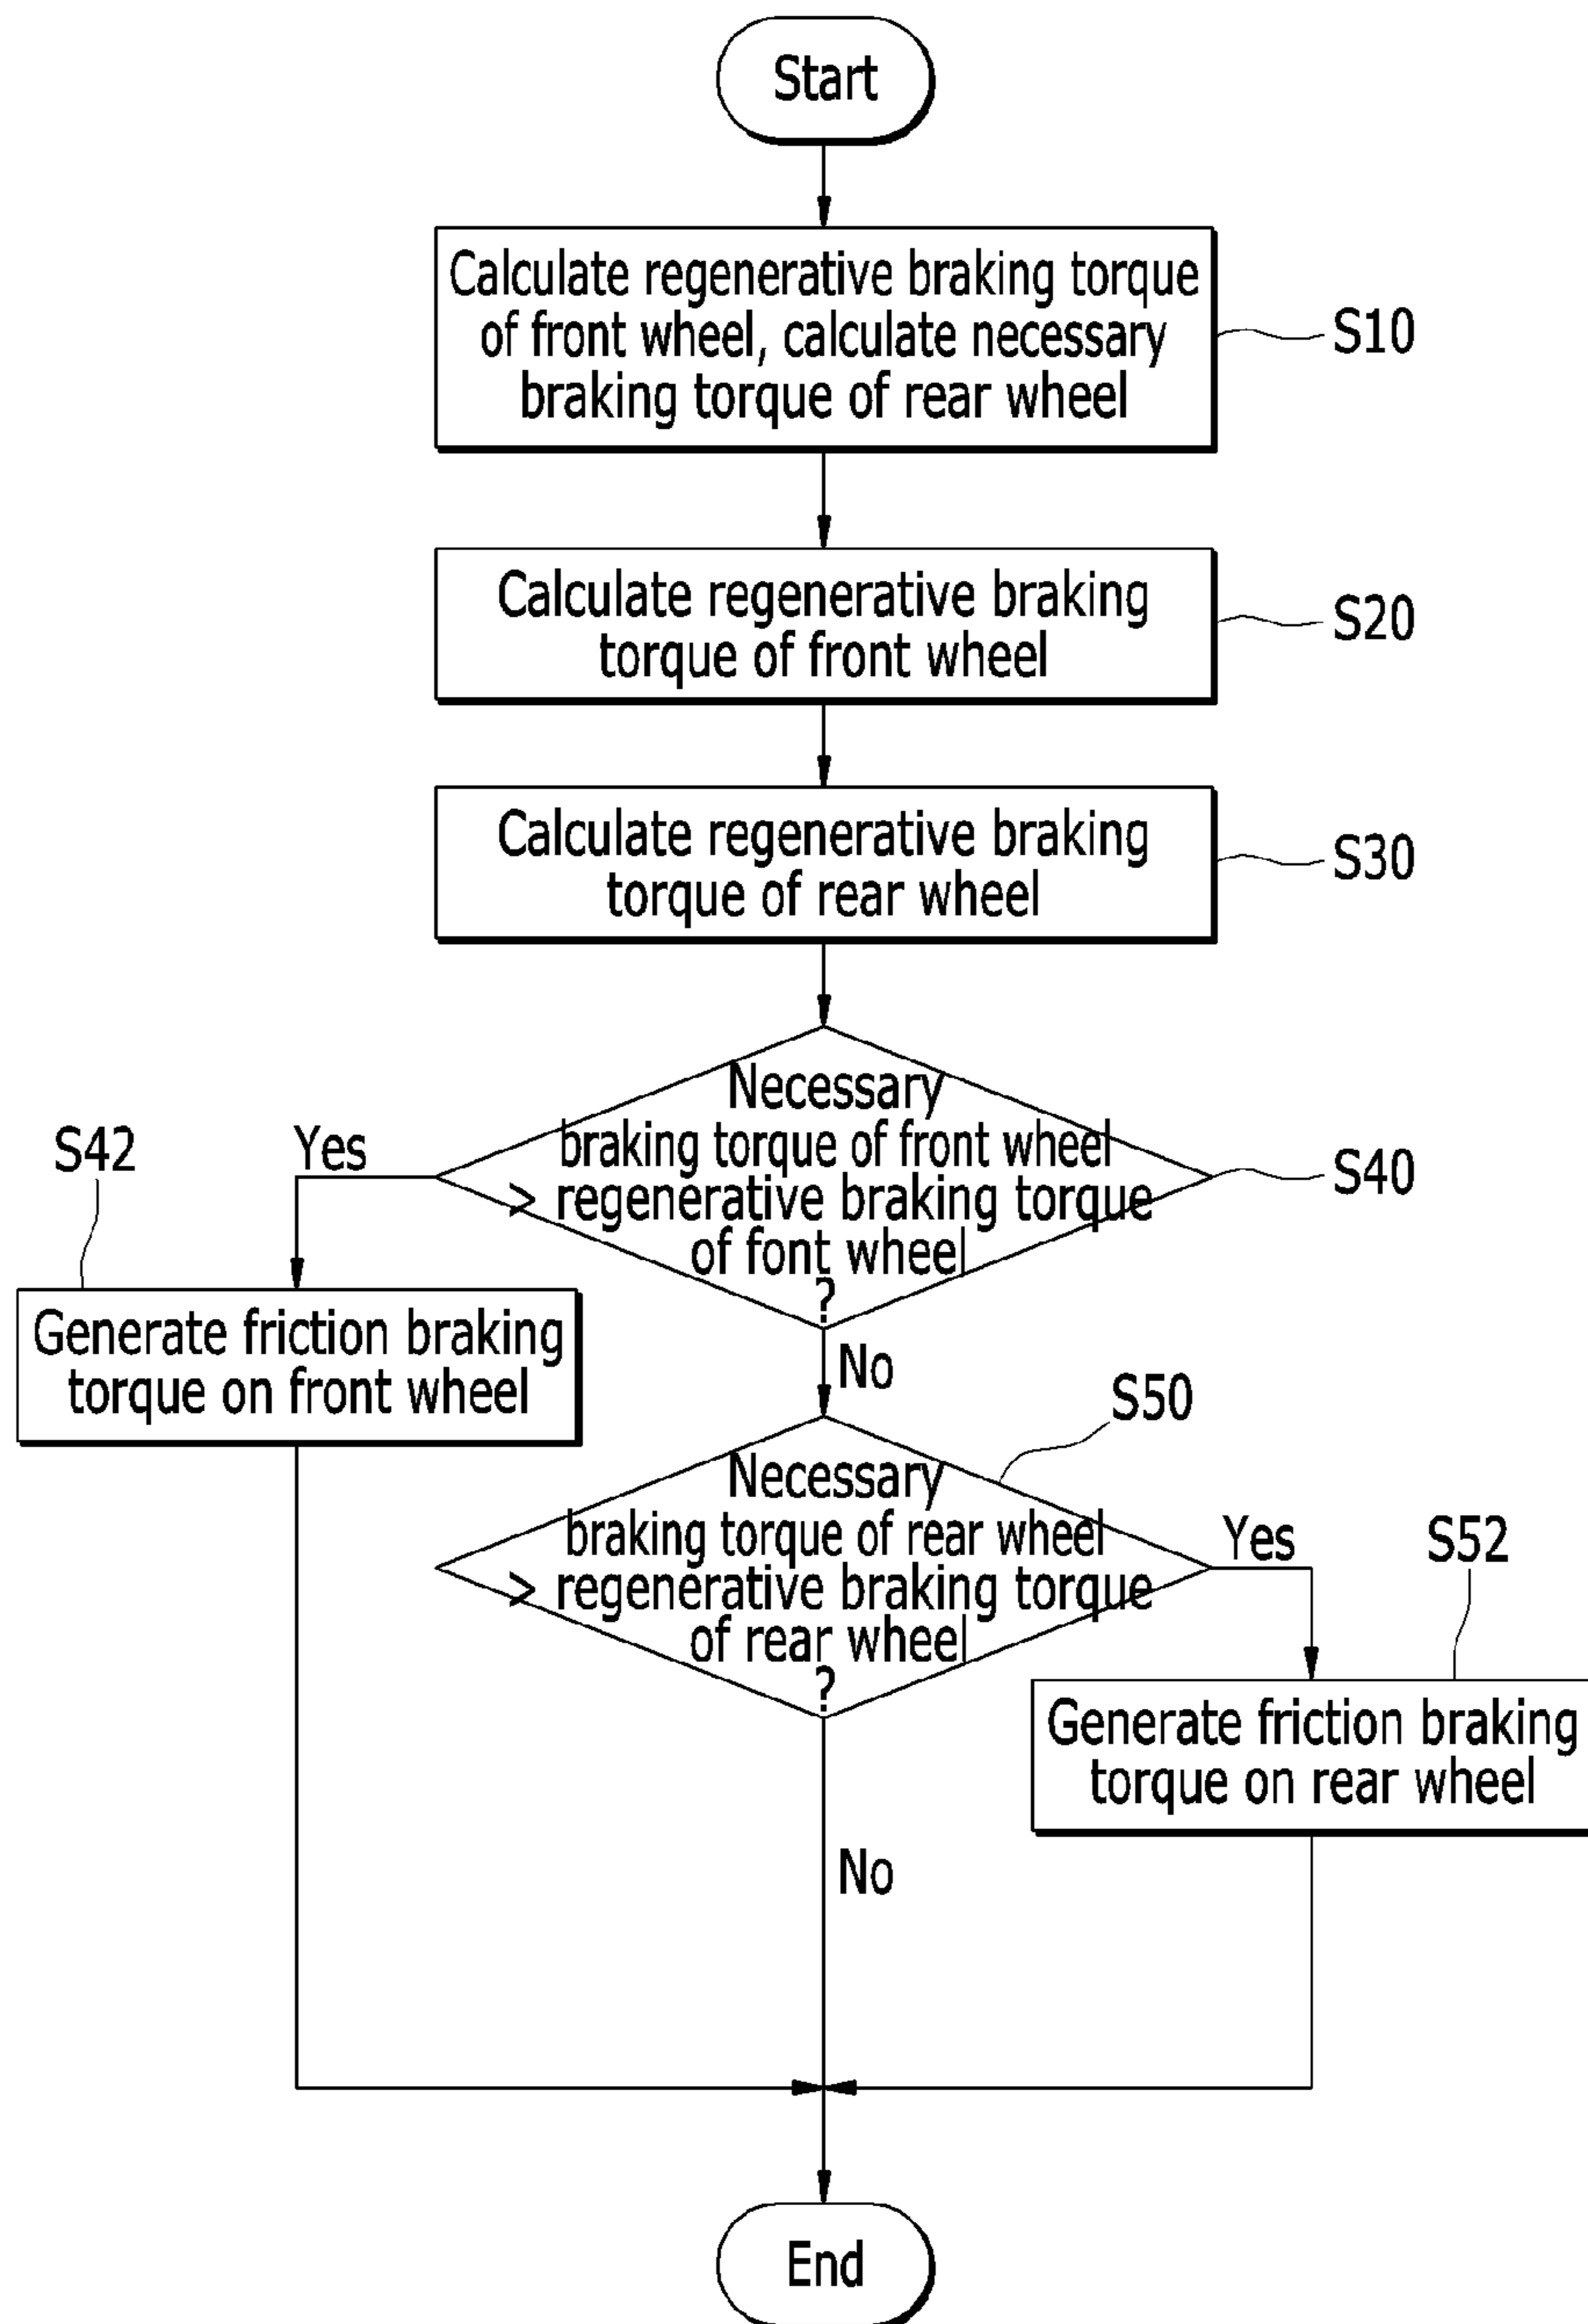 Start
Calculate regenerative braking torque
of front wheel, calculate necessary
braking torque of rear wheel
S10
Calculate regenerative braking
torque of front wheel
S20
Calculate regenerative braking
torque of rear wheel
S30
Necessary
braking torque of front wheel
> regenerative braking torque
of font wheel
?
S40
Yes
S42
Generate friction braking
torque on front wheel
No
S50
Necessary
braking torque of rear wheel
> regenerative braking torque
of rear wheel
?
Yes
S52
Generate friction braking
torque on rear wheel
No
End